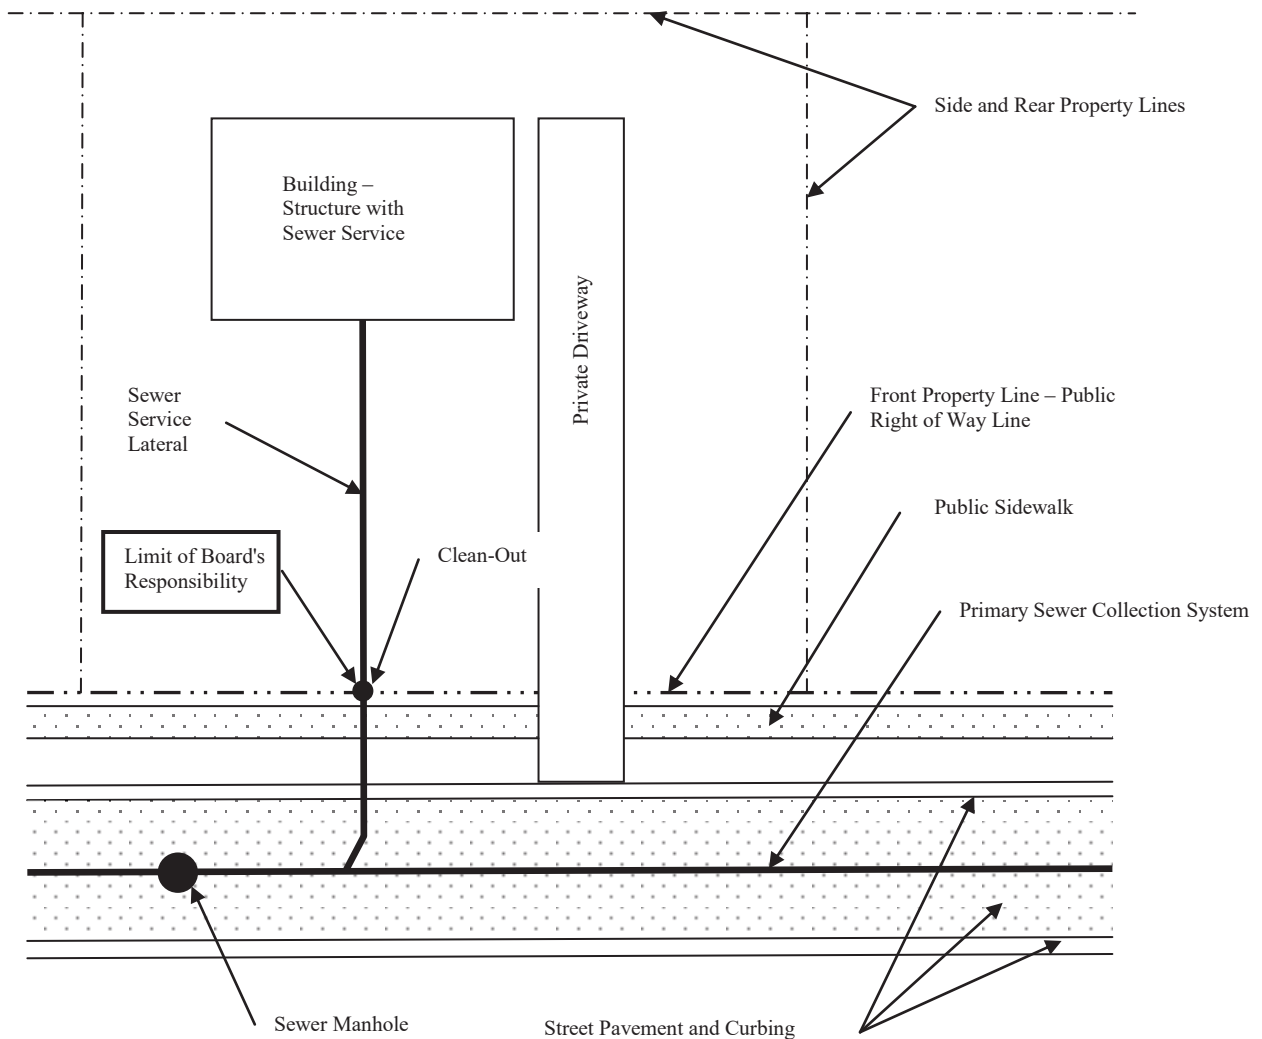 Side and Rear Property Lines
Building –
Structure with
Sewer Service
Private Driveway
Sewer
Service
Lateral
Front Property Line – Public
Right of Way Line
Public Sidewalk
Limit of Board's
Responsibility
Clean-Out
Primary Sewer Collection System
Sewer Manhole
Street Pavement and Curbing